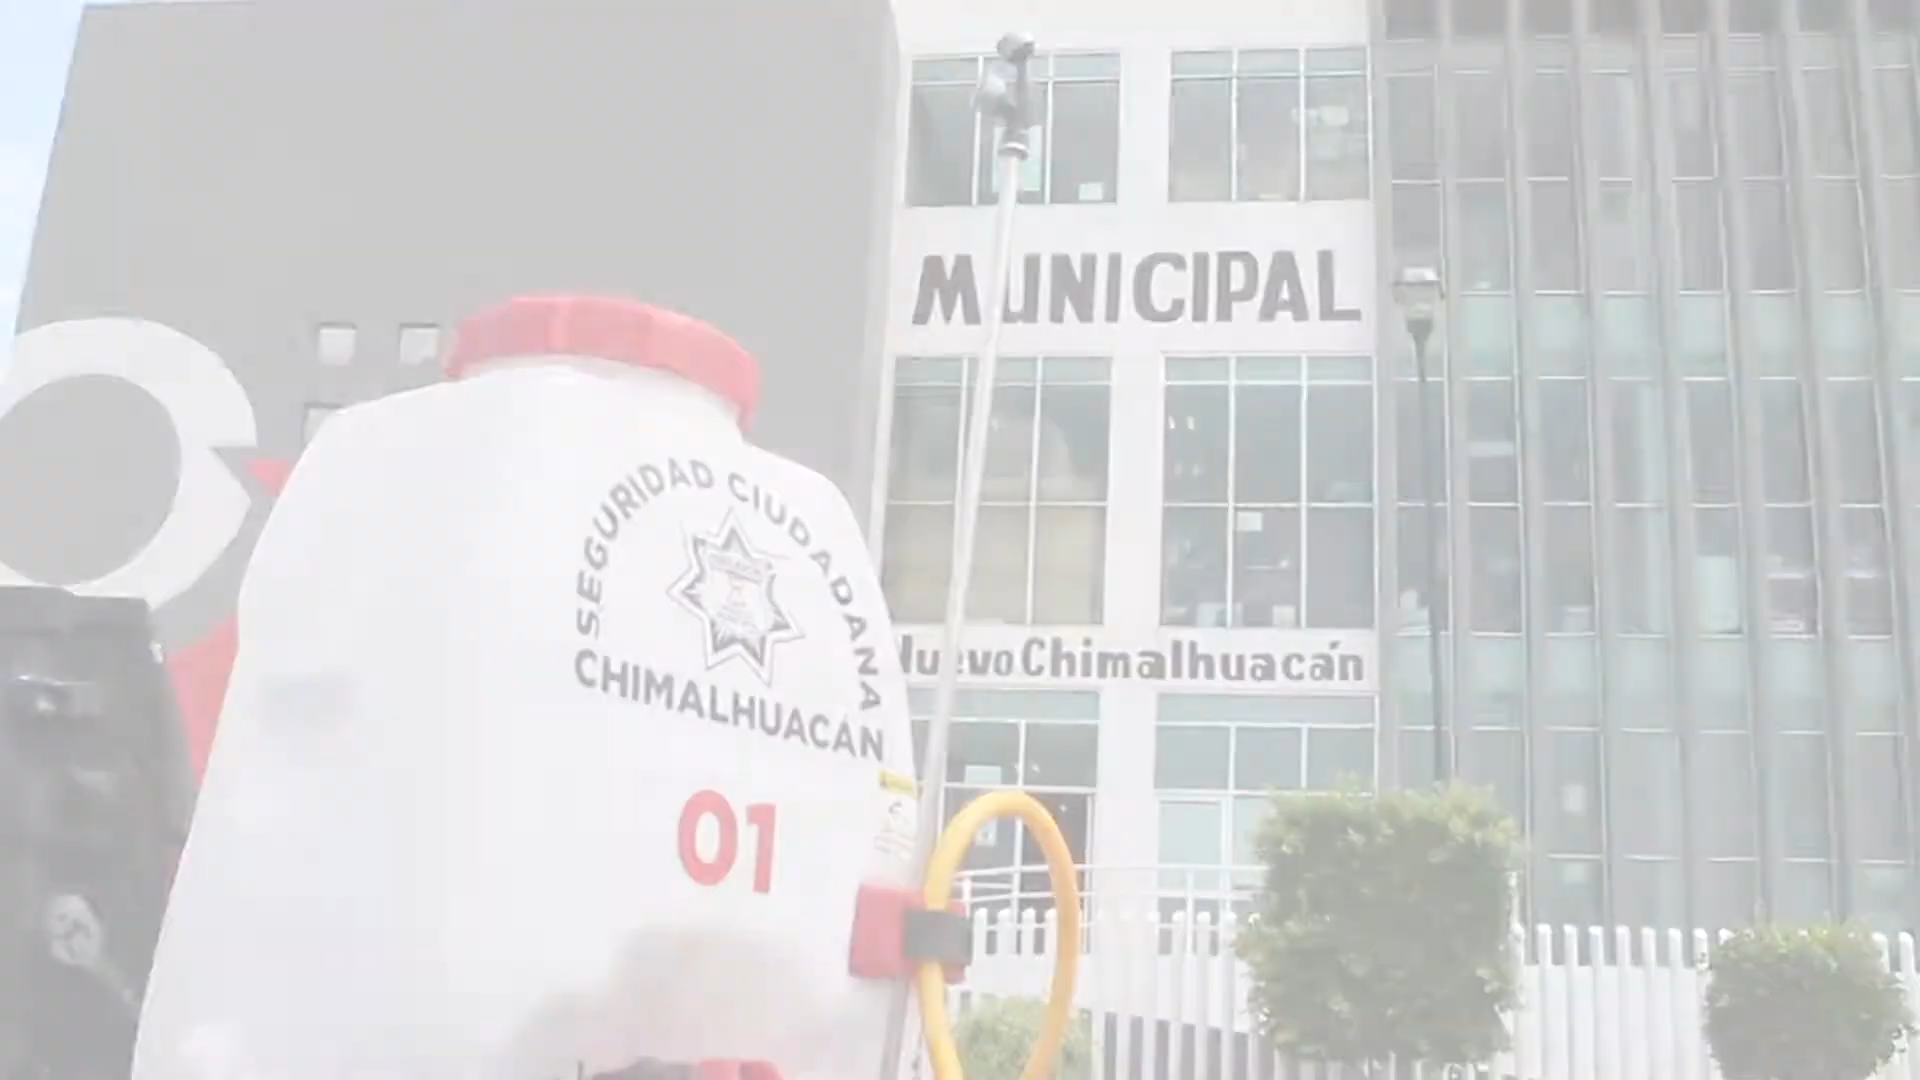 MUNICIPAL
Nuevo Chimalhuacán
SEGURIDAD CIUDADANA
CHIMALHUACÁN
01